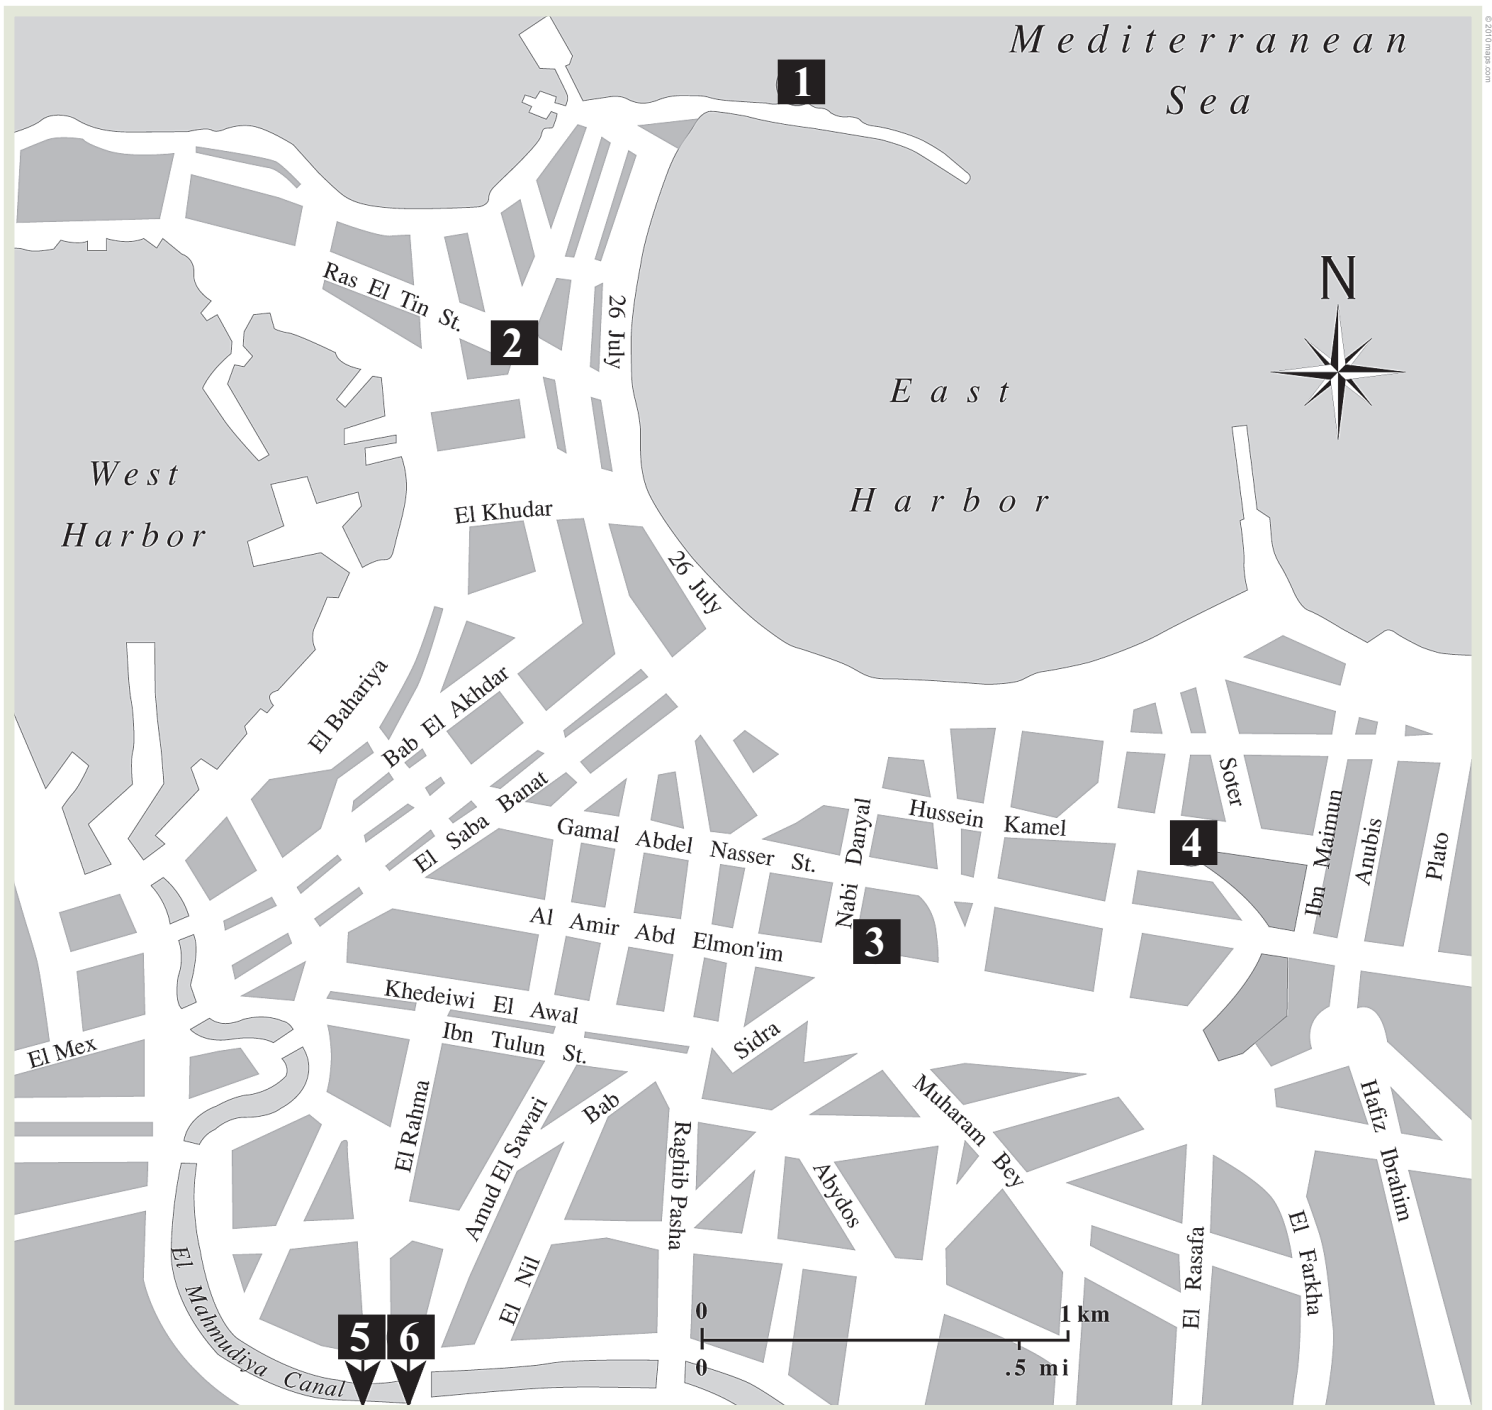 Mediterranean
Sea
© 2010 maps.com
1
N
Ras El Tin St.
2
26 July
East
Harbor
West
Harbor
El Khudar
26 July
El Bahariya
Bab El Akhdar
El Saba Banat
Gamal Abdel Nasser St.
Nabi Danyal
Hussein Kamel
Soter
4
Ibn Maimun
Anubis
Plato
Al Amir Abd Elmon'im
3
Khedeiwi El Awal
Ibn Tulun St.
Sidra
El Mex
El Rahma
Amud El Sawari
Bab
Raghib Pasha
Muharam Bey
Abydos
Hafiz Ibrahim
El Nil
El Rasafa
El Farkha
El Mahmudiya Canal
5
6
0
1 km
0
.5 mi